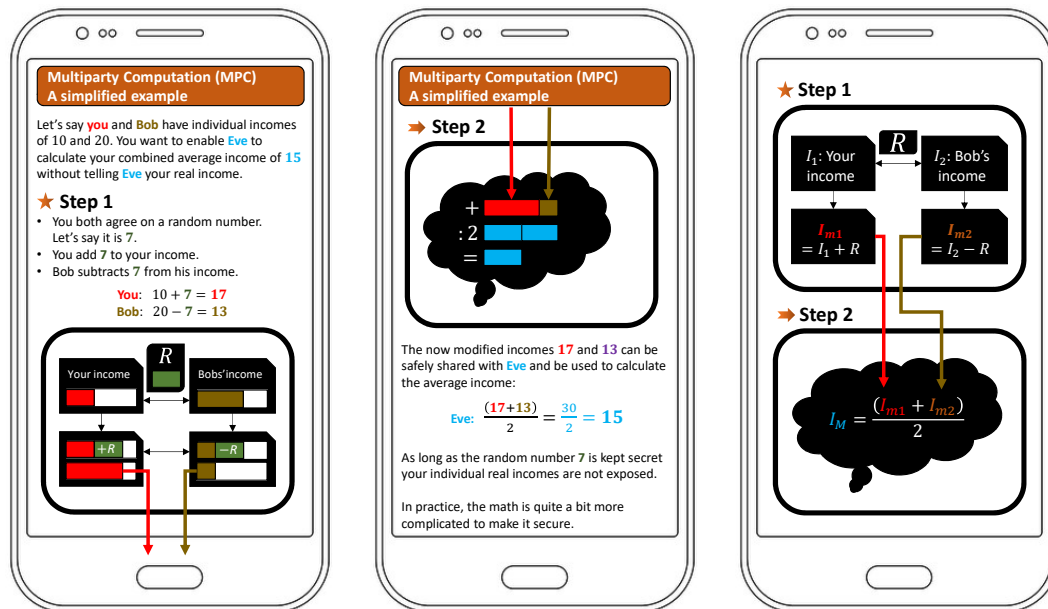 Multiparty Computation (MPC)
A simplified example
Let's say you and Bob have individual incomes
of 10 and 20. You want to enable Eve to
calculate your combined average income of 15
without telling Eve your real income.
Step 1
• You both agree on a random number.
Let's say it is 7.
• You add 7 to your income.
• Bob subtracts 7 from his income.
You: 10 + 7 = 17
Bob: 20 − 7 = 13
R
Your income
Bobs' income
+R
−R
Multiparty Computation (MPC)
A simplified example
Step 2
+
: 2
=
The now modified incomes 17 and 13 can be
safely shared with Eve and be used to calculate
the average income:
Eve: (17+13)/2 = 30/2 = 15
As long as the random number 7 is kept secret
your individual real incomes are not exposed.
In practice, the math is quite a bit more
complicated to make it secure.
Step 1
R
I₁: Your
income
I₂: Bob's
income
Iₘ₁
= I₁ + R
Iₘ₂
= I₂ − R
Step 2
I_M = (Iₘ₁ + Iₘ₂)/2